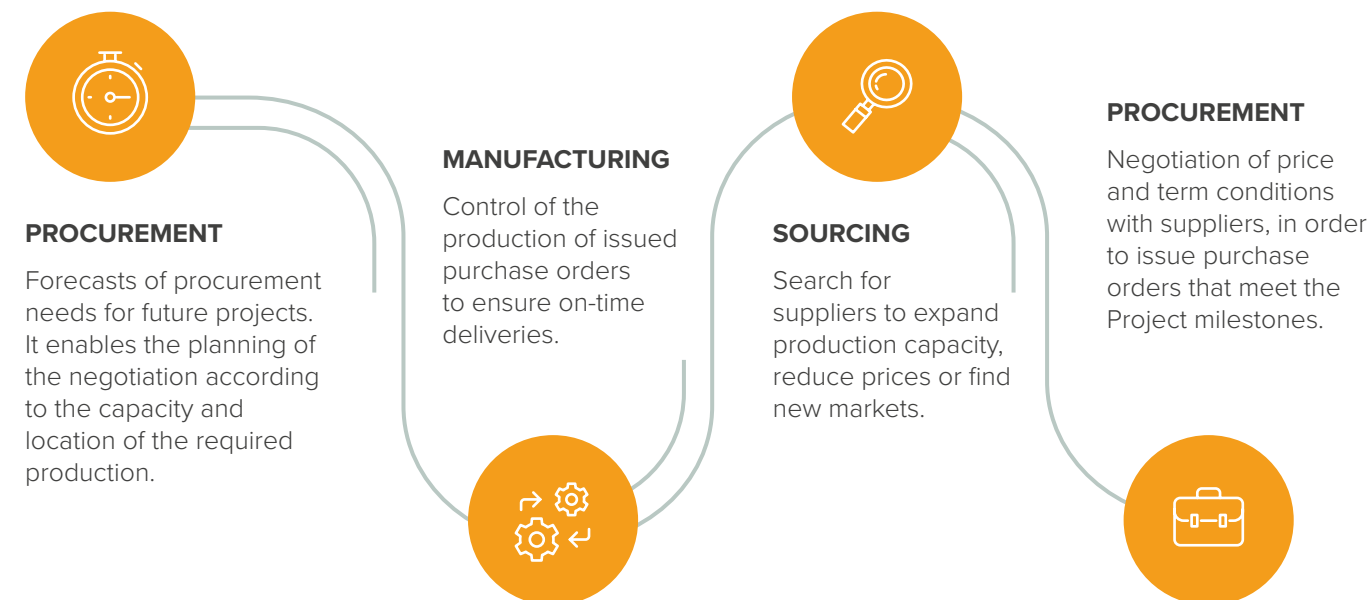 PROCUREMENT
Forecasts of procurement
needs for future projects.
It enables the planning of
the negotiation according
to the capacity and
location of the required
production.
MANUFACTURING
Control of the
production of issued
purchase orders
to ensure on-time
deliveries.
SOURCING
Search for
suppliers to expand
production capacity,
reduce prices or find
new markets.
PROCUREMENT
Negotiation of price
and term conditions
with suppliers, in order
to issue purchase
orders that meet the
Project milestones.